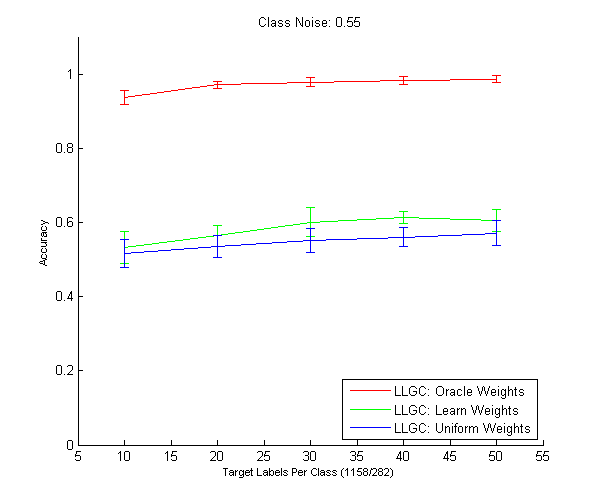 Class Noise: 0.55
1
0.8
0.6
0.4
0.2
0
Accuracy
LLGC: Oracle Weights
LLGC: Learn Weights
LLGC: Uniform Weights
5 10 15 20 25 30 35 40 45 50 55
Target Labels Per Class (1158/282)